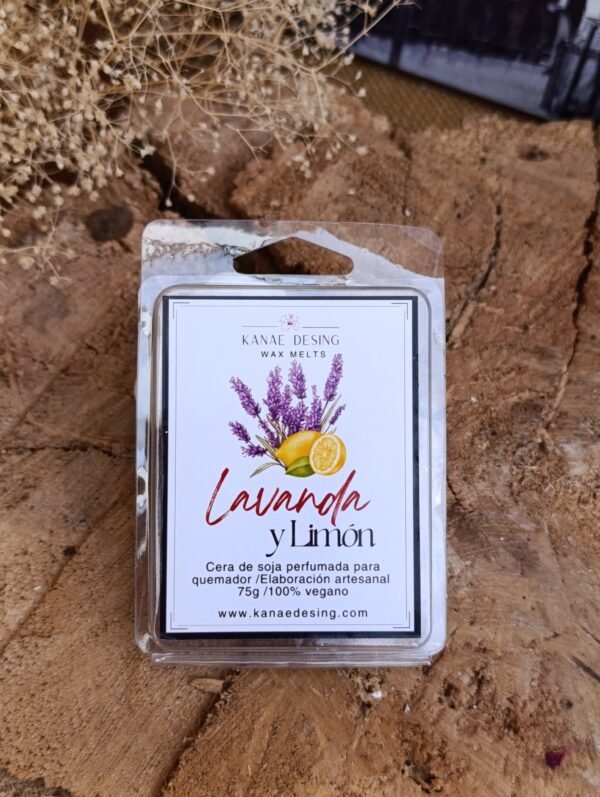 KANAE DESING
WAX MELTS
Lavanda
y Limón
Cera de soja perfumada para
quemador /Elaboración artesanal
75g /100% vegano
www.kanaedesing.com